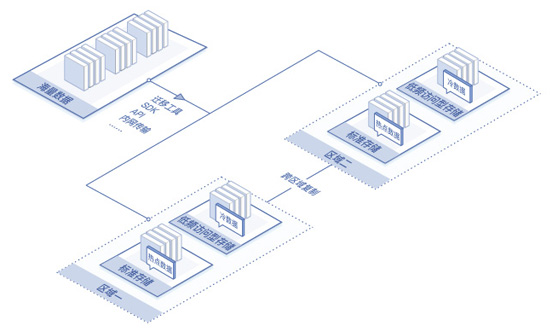 海量数据
迁移工具
SDK
API
内网传输
......
冷数据
低频访问型存储
热点数据
标准存储
区域二
跨区域复制
冷数据
低频访问型存储
热点数据
标准存储
区域一